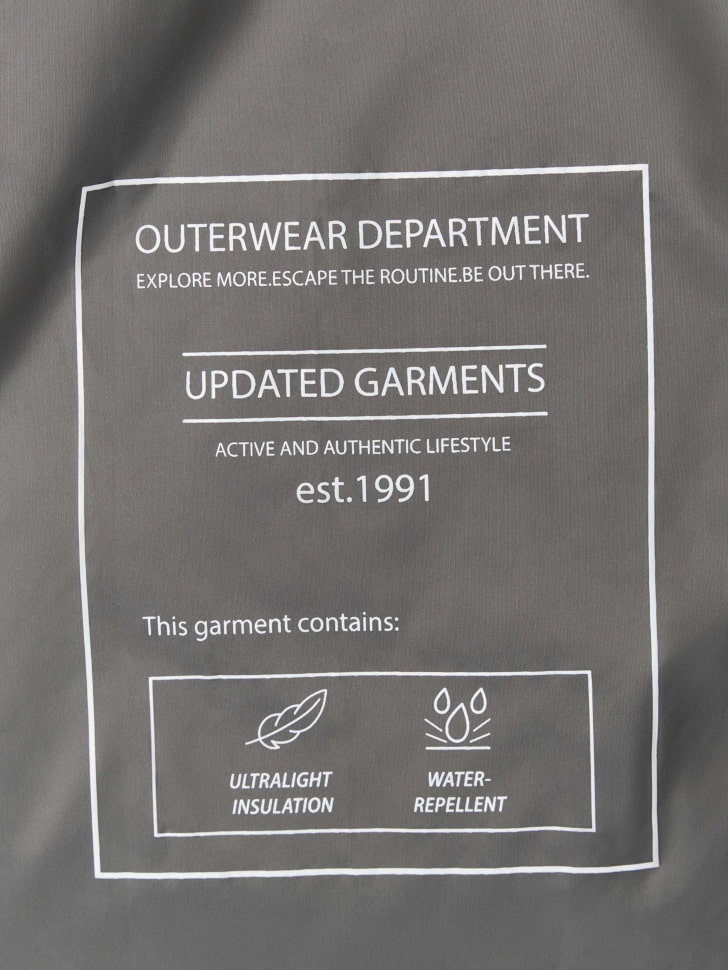 OUTERWEAR DEPARTMENT
EXPLORE MORE.ESCAPE THE ROUTINE.BE OUT THERE.
UPDATED GARMENTS
ACTIVE AND AUTHENTIC LIFESTYLE
est.1991
This garment contains:
ULTRALIGHT
INSULATION
WATER-
REPELLENT